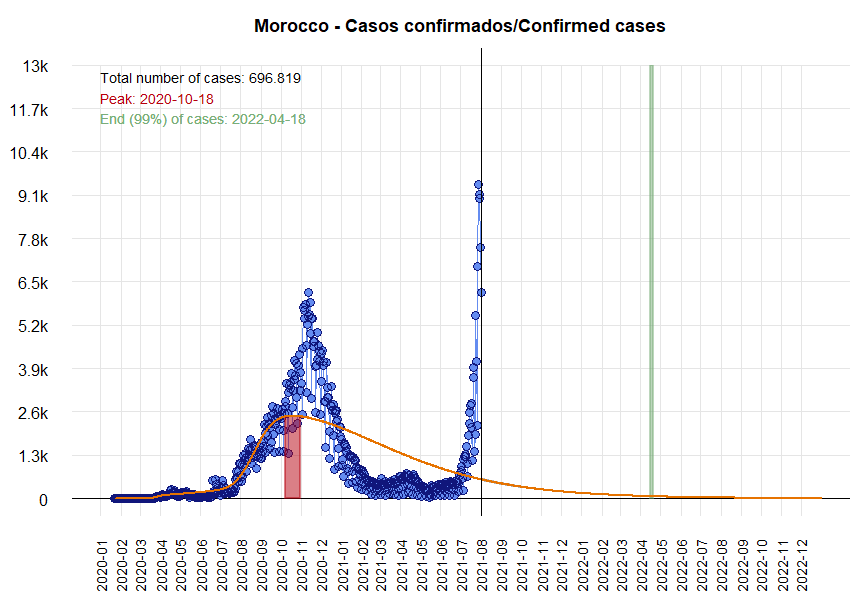 Morocco - Casos confirmados/Confirmed cases
13k
Total number of cases: 696.819
Peak: 2020-10-18
End (99%) of cases: 2022-04-18
11.7k
10.4k
9.1k
7.8k
6.5k
5.2k
3.9k
2.6k
1.3k
0
2020-01
2020-02
2020-03
2020-04
2020-05
2020-06
2020-07
2020-08
2020-09
2020-10
2020-11
2020-12
2021-01
2021-02
2021-03
2021-04
2021-05
2021-06
2021-07
2021-08
2021-09
2021-10
2021-11
2021-12
2022-01
2022-02
2022-03
2022-04
2022-05
2022-06
2022-07
2022-08
2022-09
2022-10
2022-11
2022-12